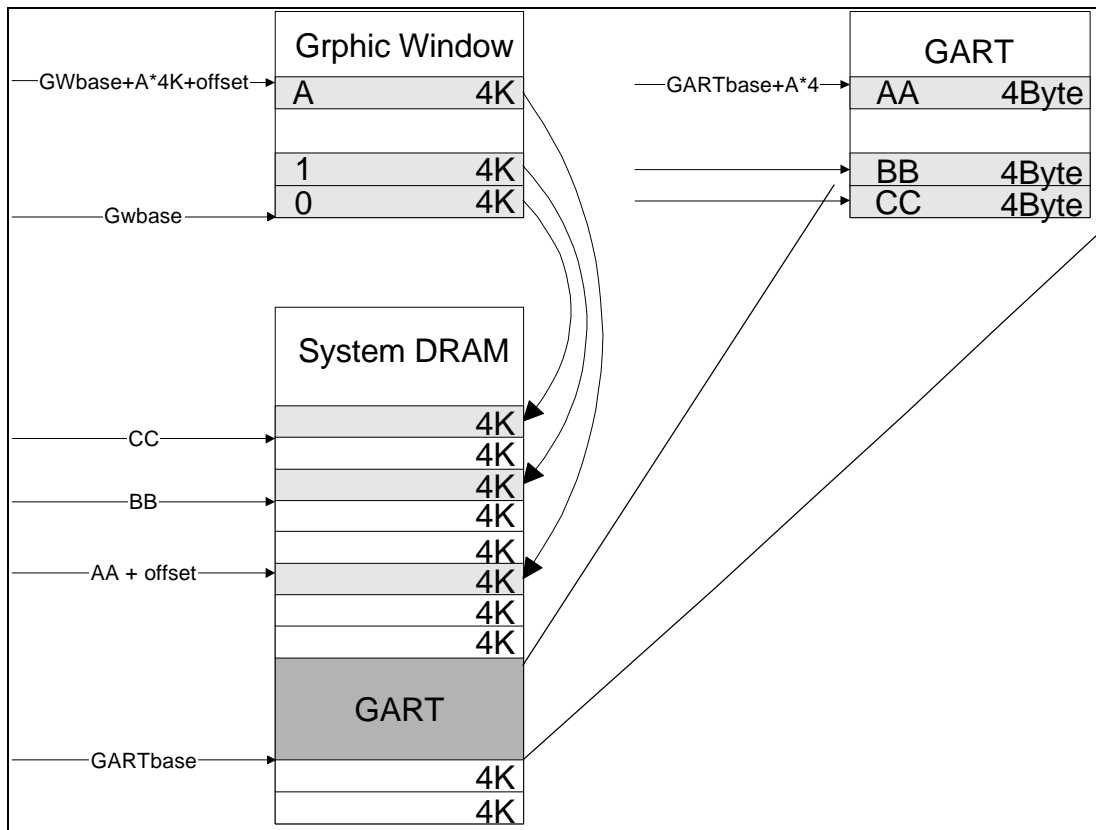 Grphic Window
GART
GWbase+A*4K+offset
A 4K
GARTbase+A*4
AA 4Byte
1 4K
BB 4Byte
0 4K
CC 4Byte
Gwbase
System DRAM
4K
CC
4K
4K
BB
4K
4K
AA + offset
4K
4K
4K
GART
GARTbase
4K
4K